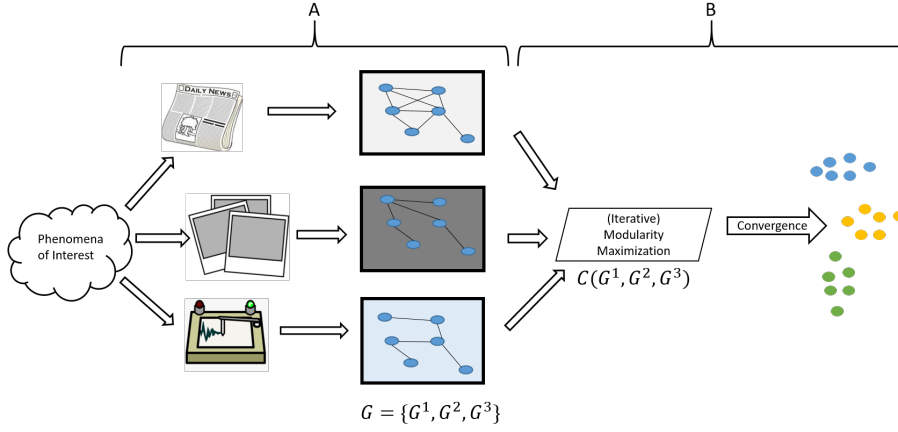 A
B
DAILY NEWS
Phenomena
of Interest
(Iterative)
Modularity
Maximization
Convergence
C(G¹, G², G³)
G = {G¹, G², G³}